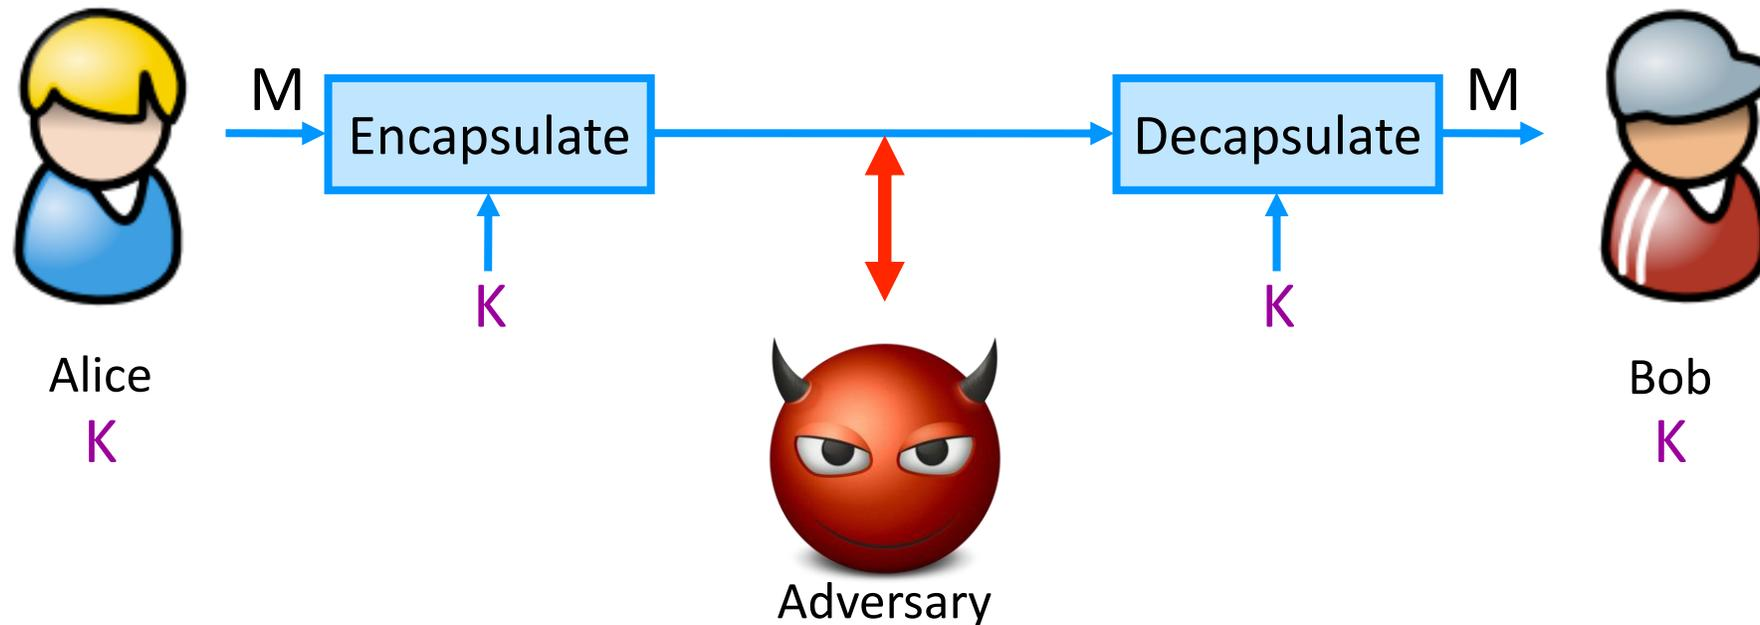 M
M
Encapsulate
Decapsulate
K
K
Alice
Bob
K
K
Adversary